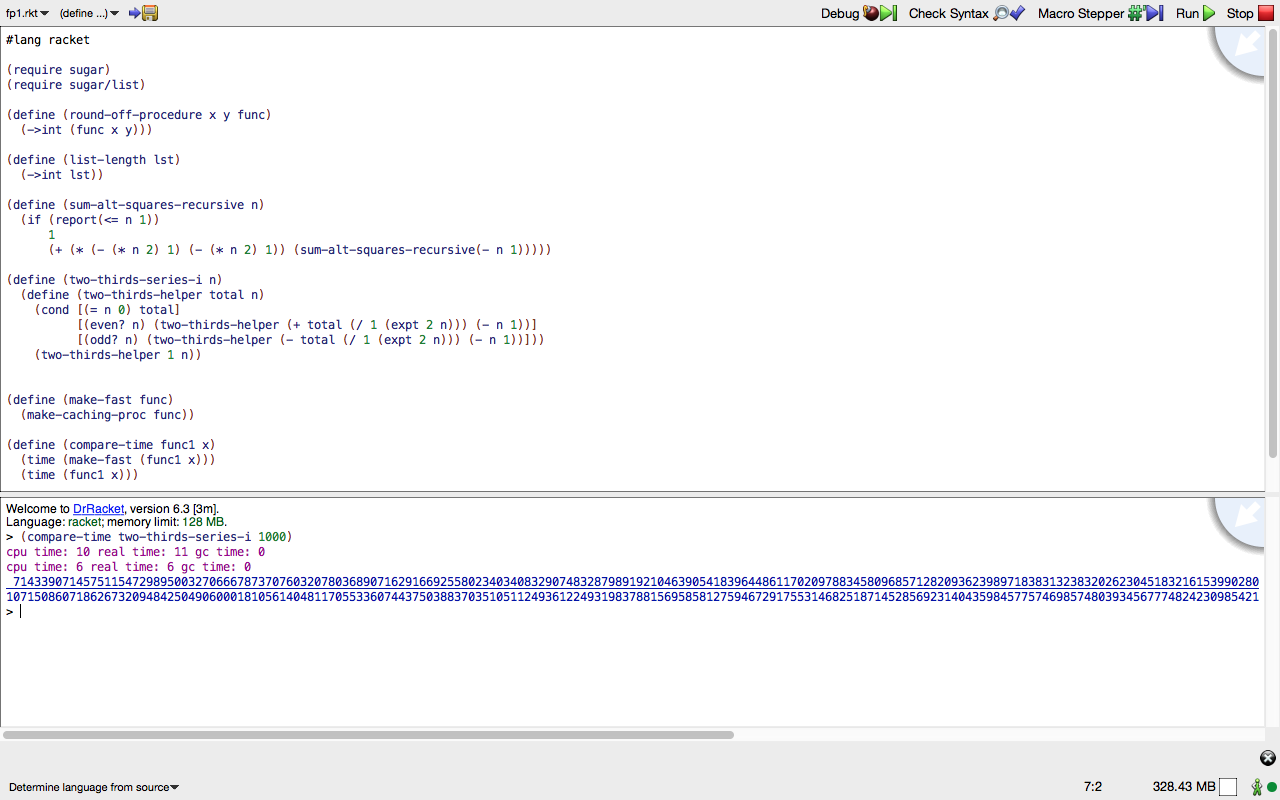 fp1.rkt (define ...) Debug Check Syntax Macro Stepper Run Stop
#lang racket
(require sugar)
(require sugar/list)
(define (round-off-procedure x y func)
(->int (func x y)))
(define (list-length lst)
(->int lst))
(define (sum-alt-squares-recursive n)
(if (report(<= n 1))
1
(+ (* (- (* n 2) 1) (- (* n 2) 1)) (sum-alt-squares-recursive(- n 1)))))
(define (two-thirds-series-i n)
(define (two-thirds-helper total n)
(cond [(= n 0) total]
[(even? n) (two-thirds-helper (+ total (/ 1 (expt 2 n))) (- n 1))]
[(odd? n) (two-thirds-helper (- total (/ 1 (expt 2 n))) (- n 1))]))
(two-thirds-helper 1 n))
(define (make-fast func)
(make-caching-proc func))
(define (compare-time func1 x)
(time (make-fast (func1 x)))
(time (func1 x)))
Welcome to DrRacket, version 6.3 [3m].
Language: racket; memory limit: 128 MB.
> (compare-time two-thirds-series-i 1000)
cpu time: 10 real time: 11 gc time: 0
cpu time: 6 real time: 6 gc time: 0
7143390714575115472989500327066678737076032078036890716291669255802340340832907483287989192104639054183964486117020978834580968571282093623989718383132383202623045183216153990280
10715086071862673209484250490600018105614048117055336074437503883703510511249361224931983788156958581275946729175531468251871452856923140435984577574698574803934567774824230985421
>
Determine language from source 7:2 328.43 MB